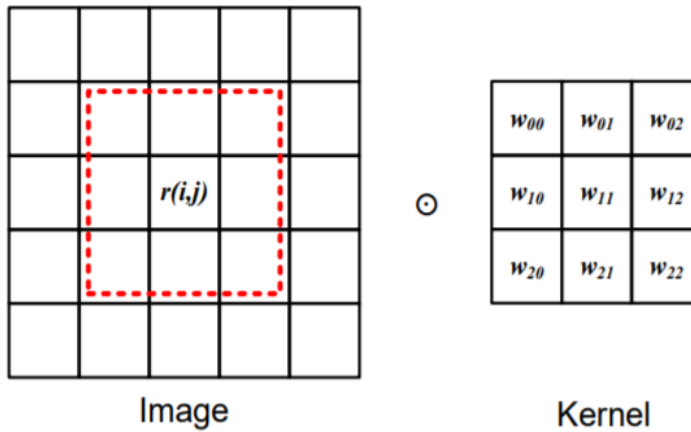 w₀₀ w₀₁ w₀₂
r(i,j) ⊙ w₁₀ w₁₁ w₁₂
w₂₀ w₂₁ w₂₂
Image Kernel